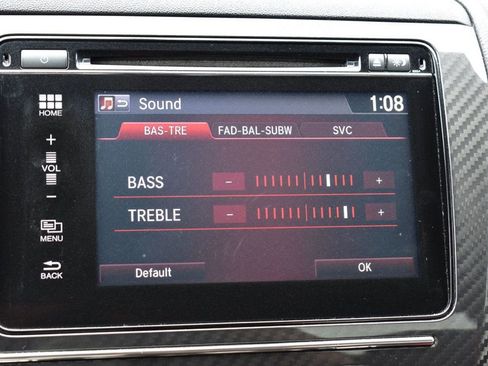 Sound
1:08
HOME
BAS-TRE FAD-BAL-SUBW SVC
+
VOL
−
BASS − +
TREBLE − +
MENU
Default OK
BACK